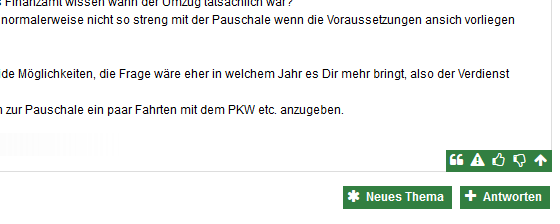 Finanzamt wissen wann der Umzug tatsächlich war?
normalerweise nicht so streng mit der Pauschale wenn die Voraussetzungen ansich vorliegen
de Möglichkeiten, die Frage wäre eher in welchem Jahr es Dir mehr bringt, also der Verdienst
zur Pauschale ein paar Fahrten mit dem PKW etc. anzugeben.
Neues Thema
Antworten